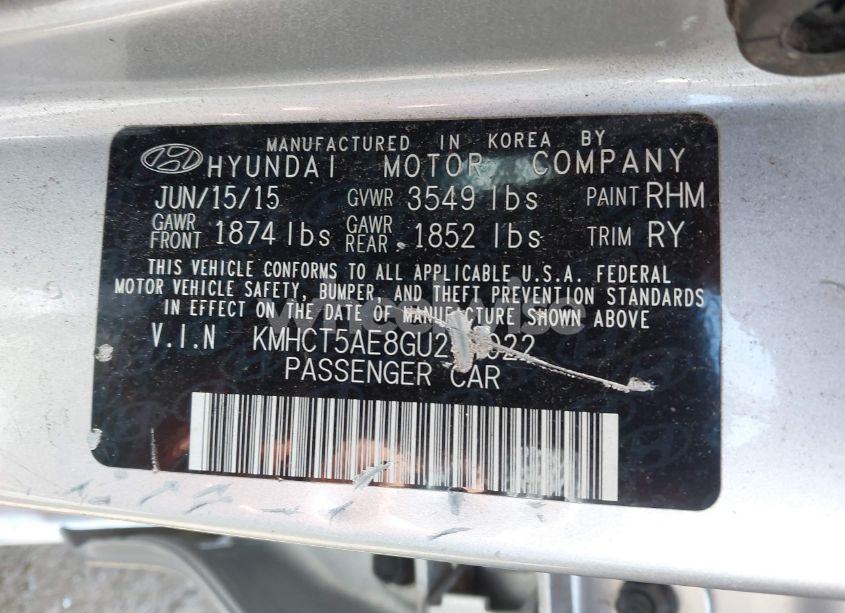 MANUFACTURED IN KOREA BY
HYUNDAI MOTOR COMPANY
JUN/15/15 GVWR 3549 lbs PAINT RHM
GAWR FRONT 1874 lbs GAWR REAR 1852 lbs TRIM RY
THIS VEHICLE CONFORMS TO ALL APPLICABLE U.S.A. FEDERAL
MOTOR VEHICLE SAFETY, BUMPER, AND THEFT PREVENTION STANDARDS
IN EFFECT ON THE DATE OF MANUFACTURE SHOWN ABOVE
V.I.N
PASSENGER CAR